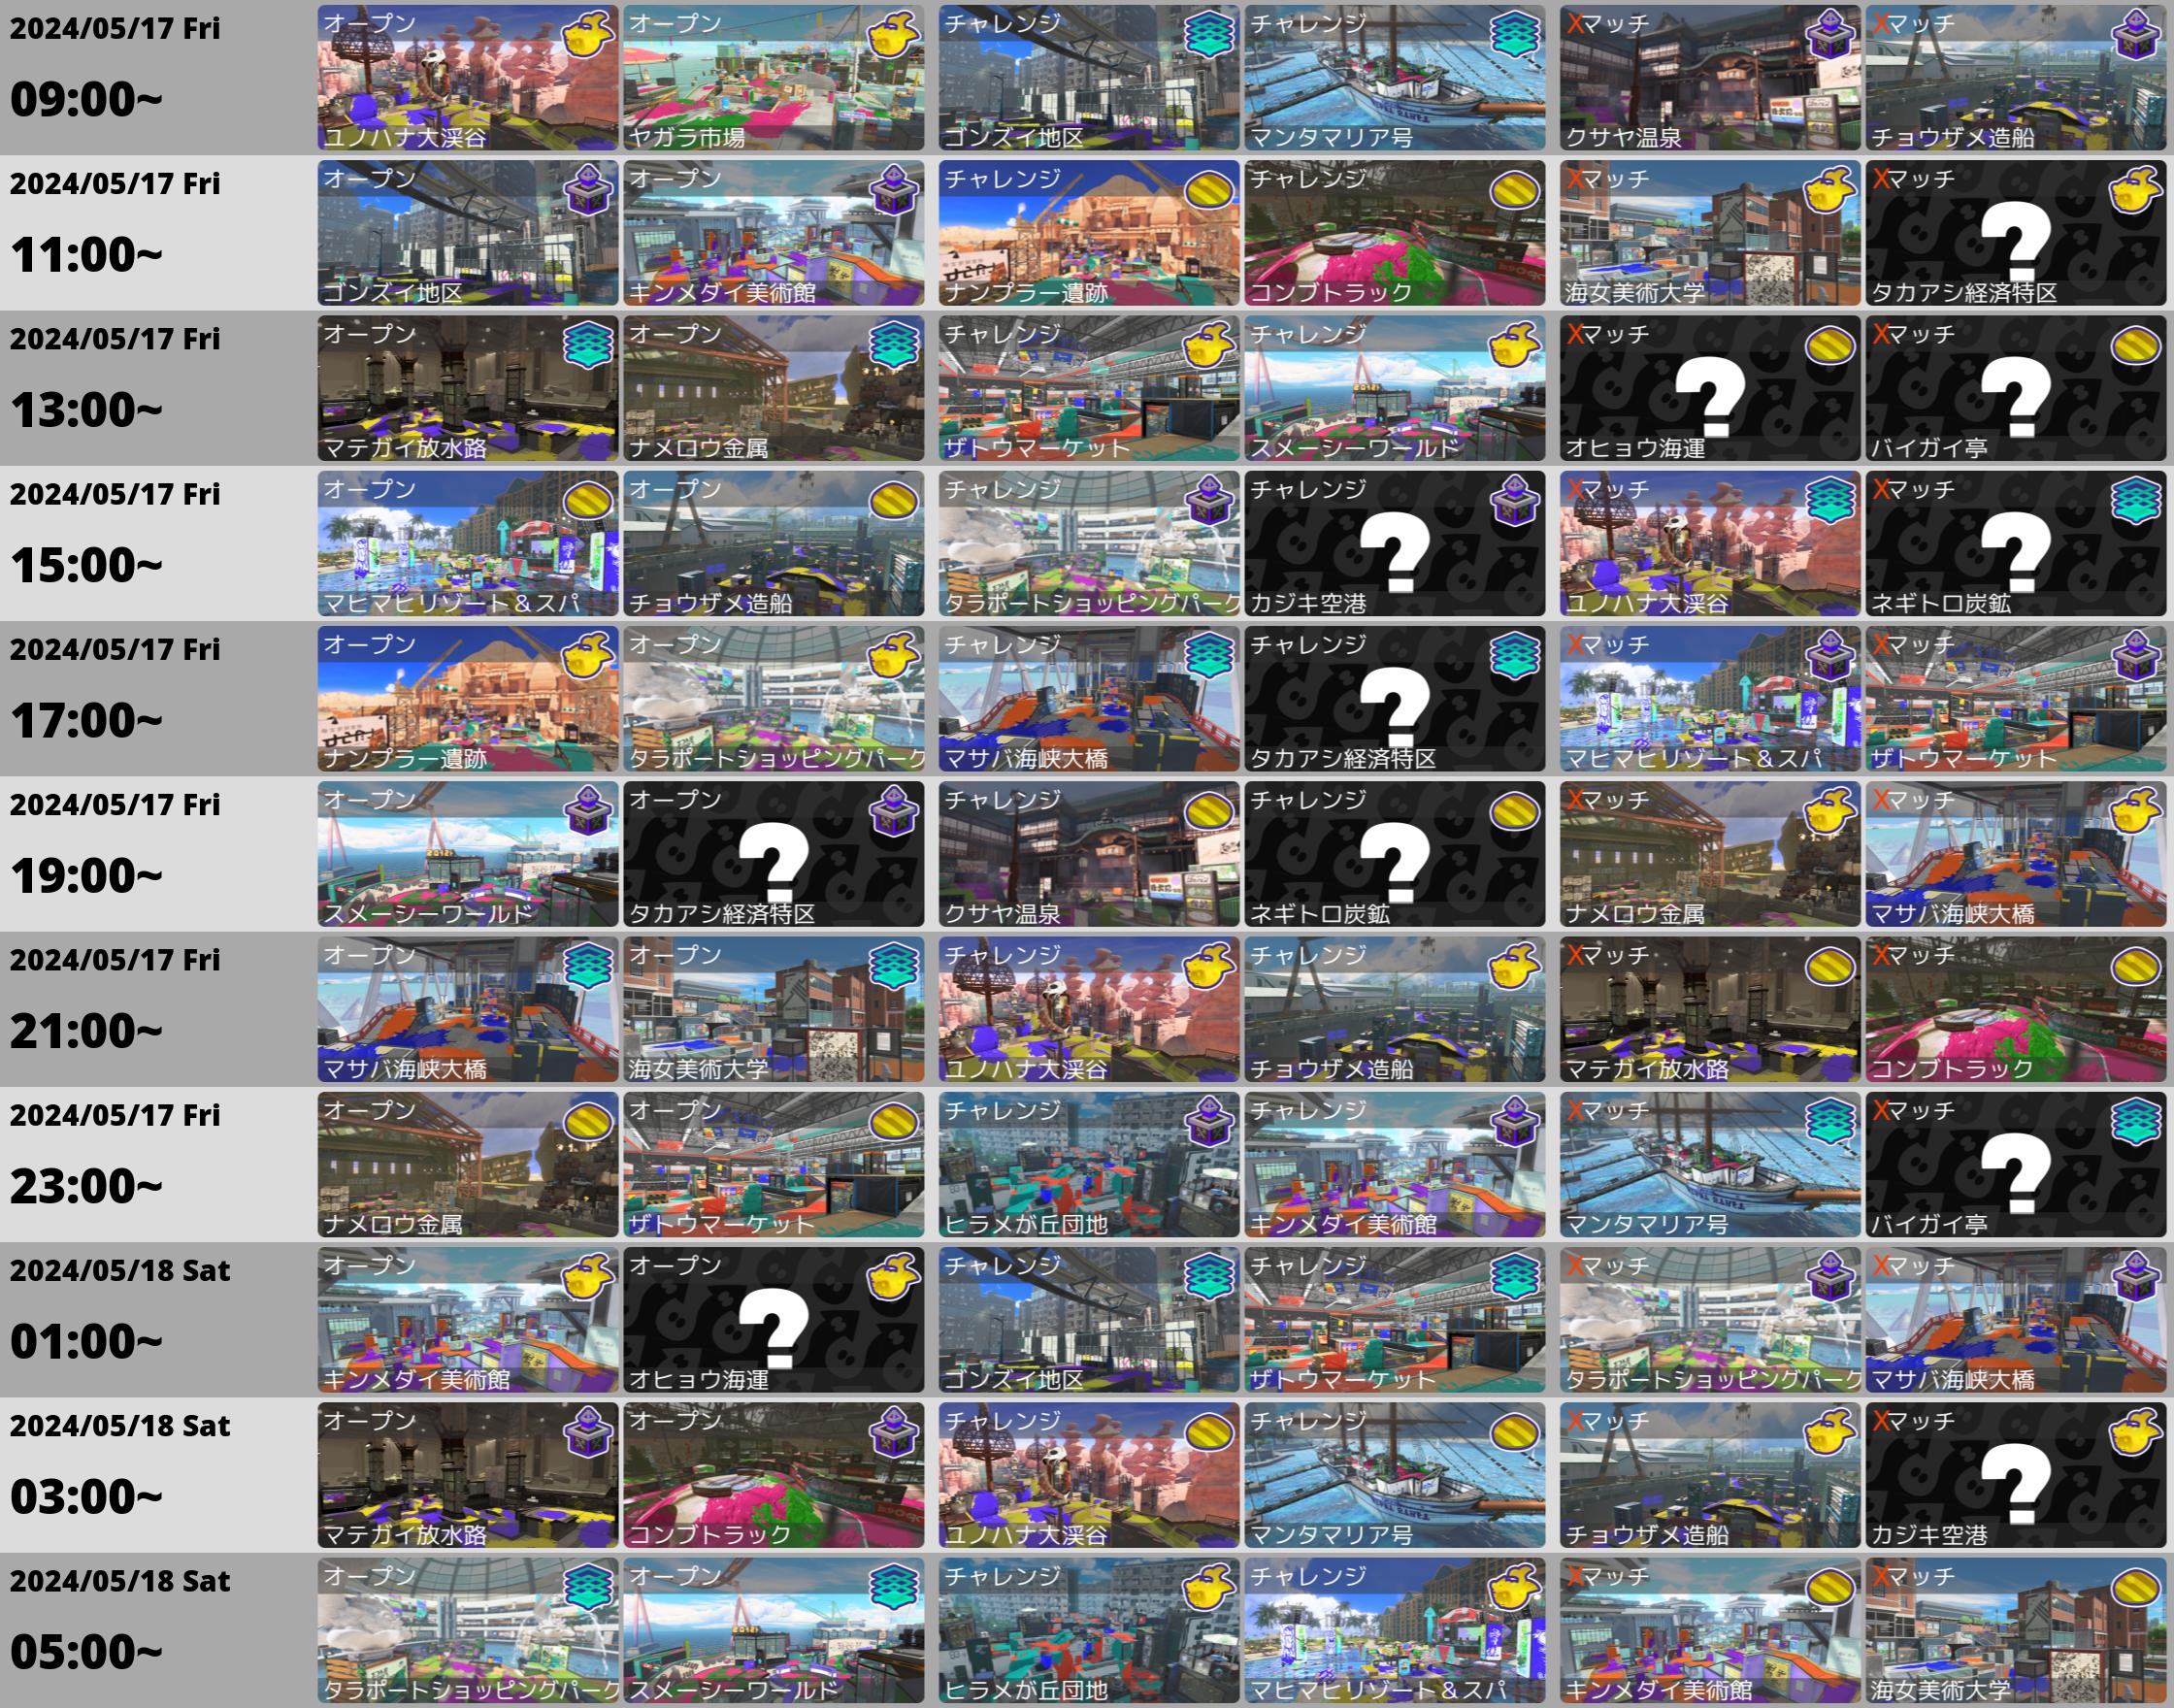 2024/05/17 Fri
09:00~
オープン
ユノハナ大渓谷
オープン
ヤガラ市場
チャレンジ
ゴンズイ地区
チャレンジ
マンタマリア号
Xマッチ
クサヤ温泉
Xマッチ
チョウザメ造船
2024/05/17 Fri
11:00~
オープン
ゴンズイ地区
オープン
キンメダイ美術館
チャレンジ
ナンプラー遺跡
チャレンジ
コンブトラック
Xマッチ
海女美術大学
Xマッチ
?
タカアシ経済特区
2024/05/17 Fri
13:00~
オープン
マテガイ放水路
オープン
ナメロウ金属
チャレンジ
ザトウマーケット
チャレンジ
スメーシーワールド
Xマッチ
?
オヒョウ海運
Xマッチ
?
バイガイ亭
2024/05/17 Fri
15:00~
オープン
マヒマヒリゾート＆スパ
オープン
チョウザメ造船
チャレンジ
タラポートショッピングパーク
チャレンジ
?
カジキ空港
Xマッチ
ユノハナ大渓谷
Xマッチ
?
ネギトロ炭鉱
2024/05/17 Fri
17:00~
オープン
ナンプラー遺跡
オープン
タラポートショッピングパーク
チャレンジ
マサバ海峡大橋
チャレンジ
?
タカアシ経済特区
Xマッチ
マヒマヒリゾート＆スパ
Xマッチ
ザトウマーケット
2024/05/17 Fri
19:00~
オープン
スメーシーワールド
オープン
?
タカアシ経済特区
チャレンジ
クサヤ温泉
チャレンジ
?
ネギトロ炭鉱
Xマッチ
ナメロウ金属
Xマッチ
マサバ海峡大橋
2024/05/17 Fri
21:00~
オープン
マサバ海峡大橋
オープン
海女美術大学
チャレンジ
ユノハナ大渓谷
チャレンジ
チョウザメ造船
Xマッチ
マテガイ放水路
Xマッチ
コンブトラック
2024/05/17 Fri
23:00~
オープン
ナメロウ金属
オープン
ザトウマーケット
チャレンジ
ヒラメが丘団地
チャレンジ
キンメダイ美術館
Xマッチ
マンタマリア号
Xマッチ
?
バイガイ亭
2024/05/18 Sat
01:00~
オープン
キンメダイ美術館
オープン
?
オヒョウ海運
チャレンジ
ゴンズイ地区
チャレンジ
ザトウマーケット
Xマッチ
タラポートショッピングパーク
Xマッチ
マサバ海峡大橋
2024/05/18 Sat
03:00~
オープン
マテガイ放水路
オープン
コンブトラック
チャレンジ
ユノハナ大渓谷
チャレンジ
マンタマリア号
Xマッチ
チョウザメ造船
Xマッチ
?
カジキ空港
2024/05/18 Sat
05:00~
オープン
タラポートショッピングパーク
オープン
スメーシーワールド
チャレンジ
ヒラメが丘団地
チャレンジ
マヒマヒリゾート＆スパ
Xマッチ
キンメダイ美術館
Xマッチ
海女美術大学